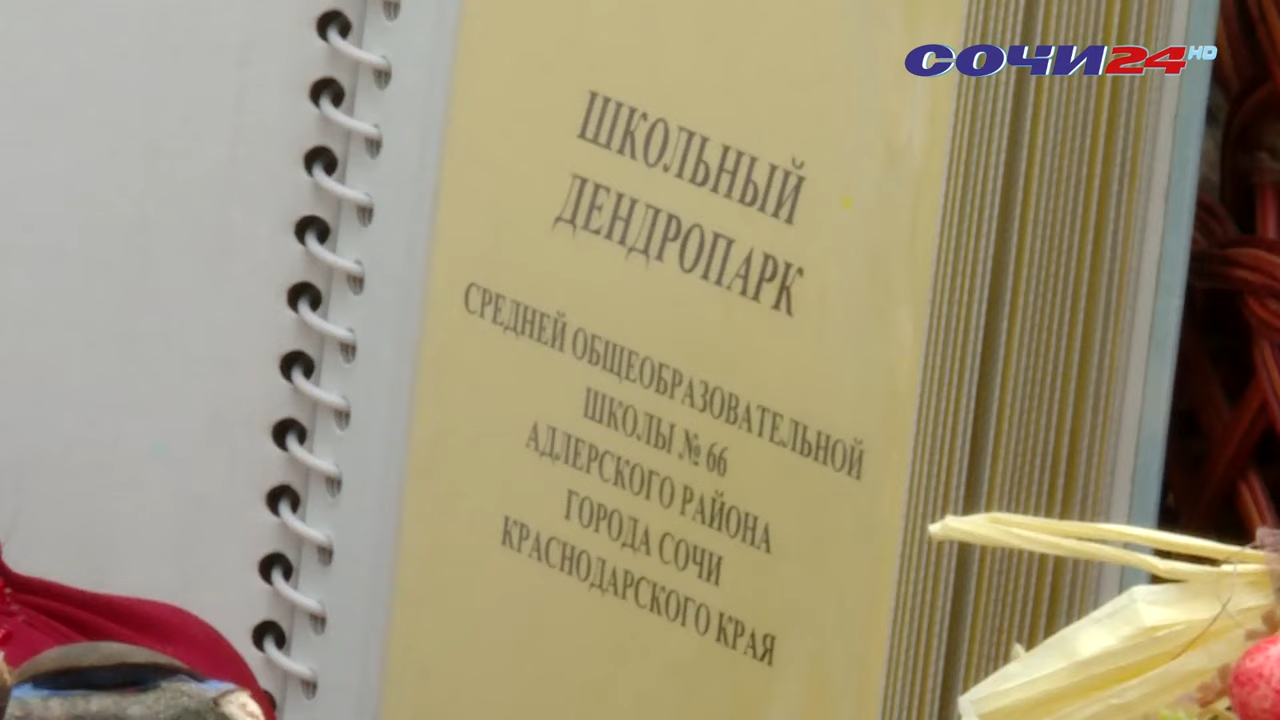 СОЧИ24HD
ШКОЛЬНЫЙ
ДЕНДРОПАРК
СРЕДНЕЙ ОБЩЕОБРАЗОВАТЕЛЬНОЙ
ШКОЛЫ № 66
АДЛЕРСКОГО РАЙОНА
ГОРОДА СОЧИ
КРАСНОДАРСКОГО КРАЯ